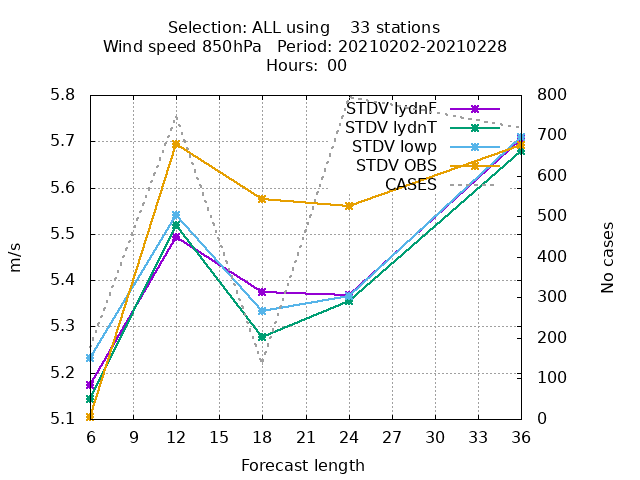 Selection: ALL using    33 stations
Wind speed 850hPa   Period: 20210202-20210228
Hours:  00
STDV lydnF
STDV lydnT
STDV lowp
STDV OBS
CASES
5.8
5.7
5.6
5.5
5.4
5.3
5.2
5.1
800
700
600
500
400
300
200
100
0
m/s
No cases
6 9 12 15 18 21 24 27 30 33 36
Forecast length